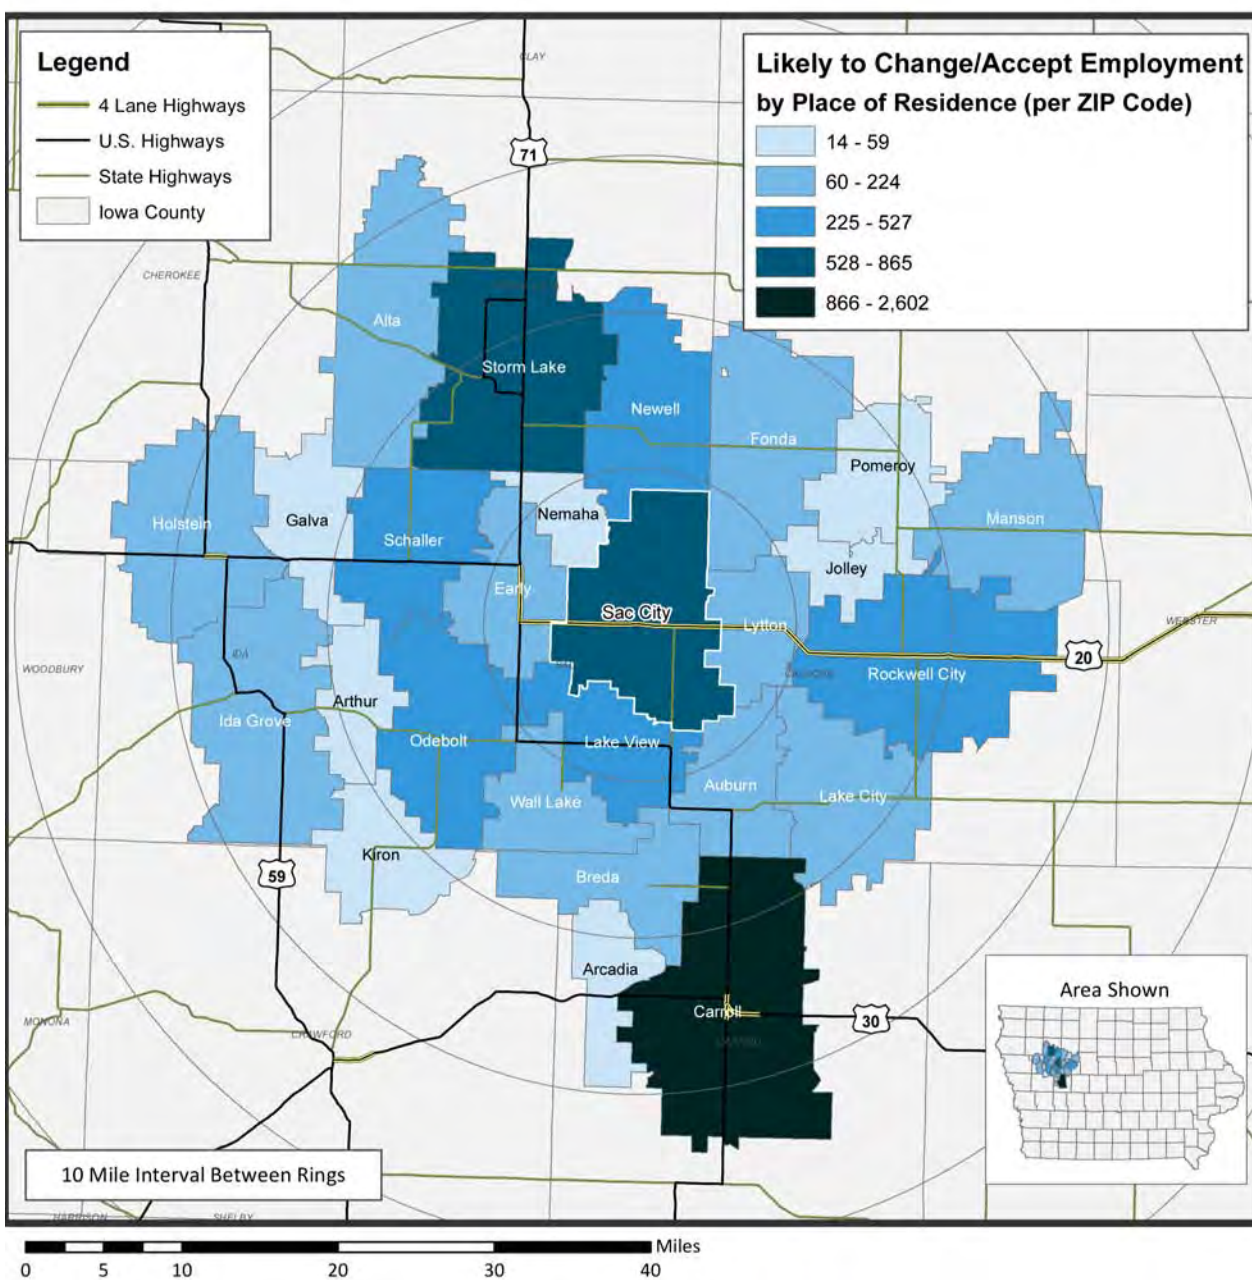 Legend
4 Lane Highways
U.S. Highways
State Highways
Iowa County
Likely to Change/Accept Employment
by Place of Residence (per ZIP Code)
14 - 59
60 - 224
225 - 527
528 - 865
866 - 2,602
CLAY
71
CHEROKEE
Alta
Storm Lake
Newell
Fonda
Pomeroy
Manson
Holstein
Galva
Schaller
Nemaha
Jolley
Early
Sac City
Lytton
WEBSTER
20
WOODBURY
IDA
CALHOUN
Rockwell City
Arthur
Ida Grove
Odebolt
Lake View
Auburn
Lake City
Wall Lake
Kiron
59
Breda
Arcadia
Carroll
30
CARROLL
MONONA
CRAWFORD
Area Shown
10 Mile Interval Between Rings
HARRISON
SHELBY
Miles
0 5 10 20 30 40